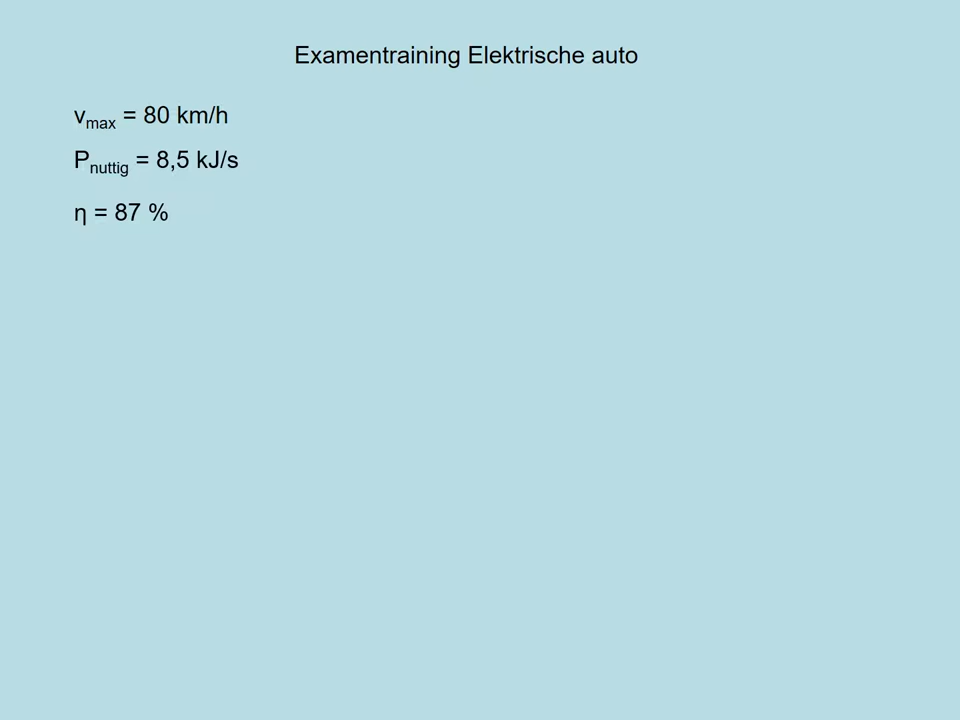 Examentraining Elektrische auto
vmax = 80 km/h
Pnuttig = 8,5 kJ/s
η = 87 %